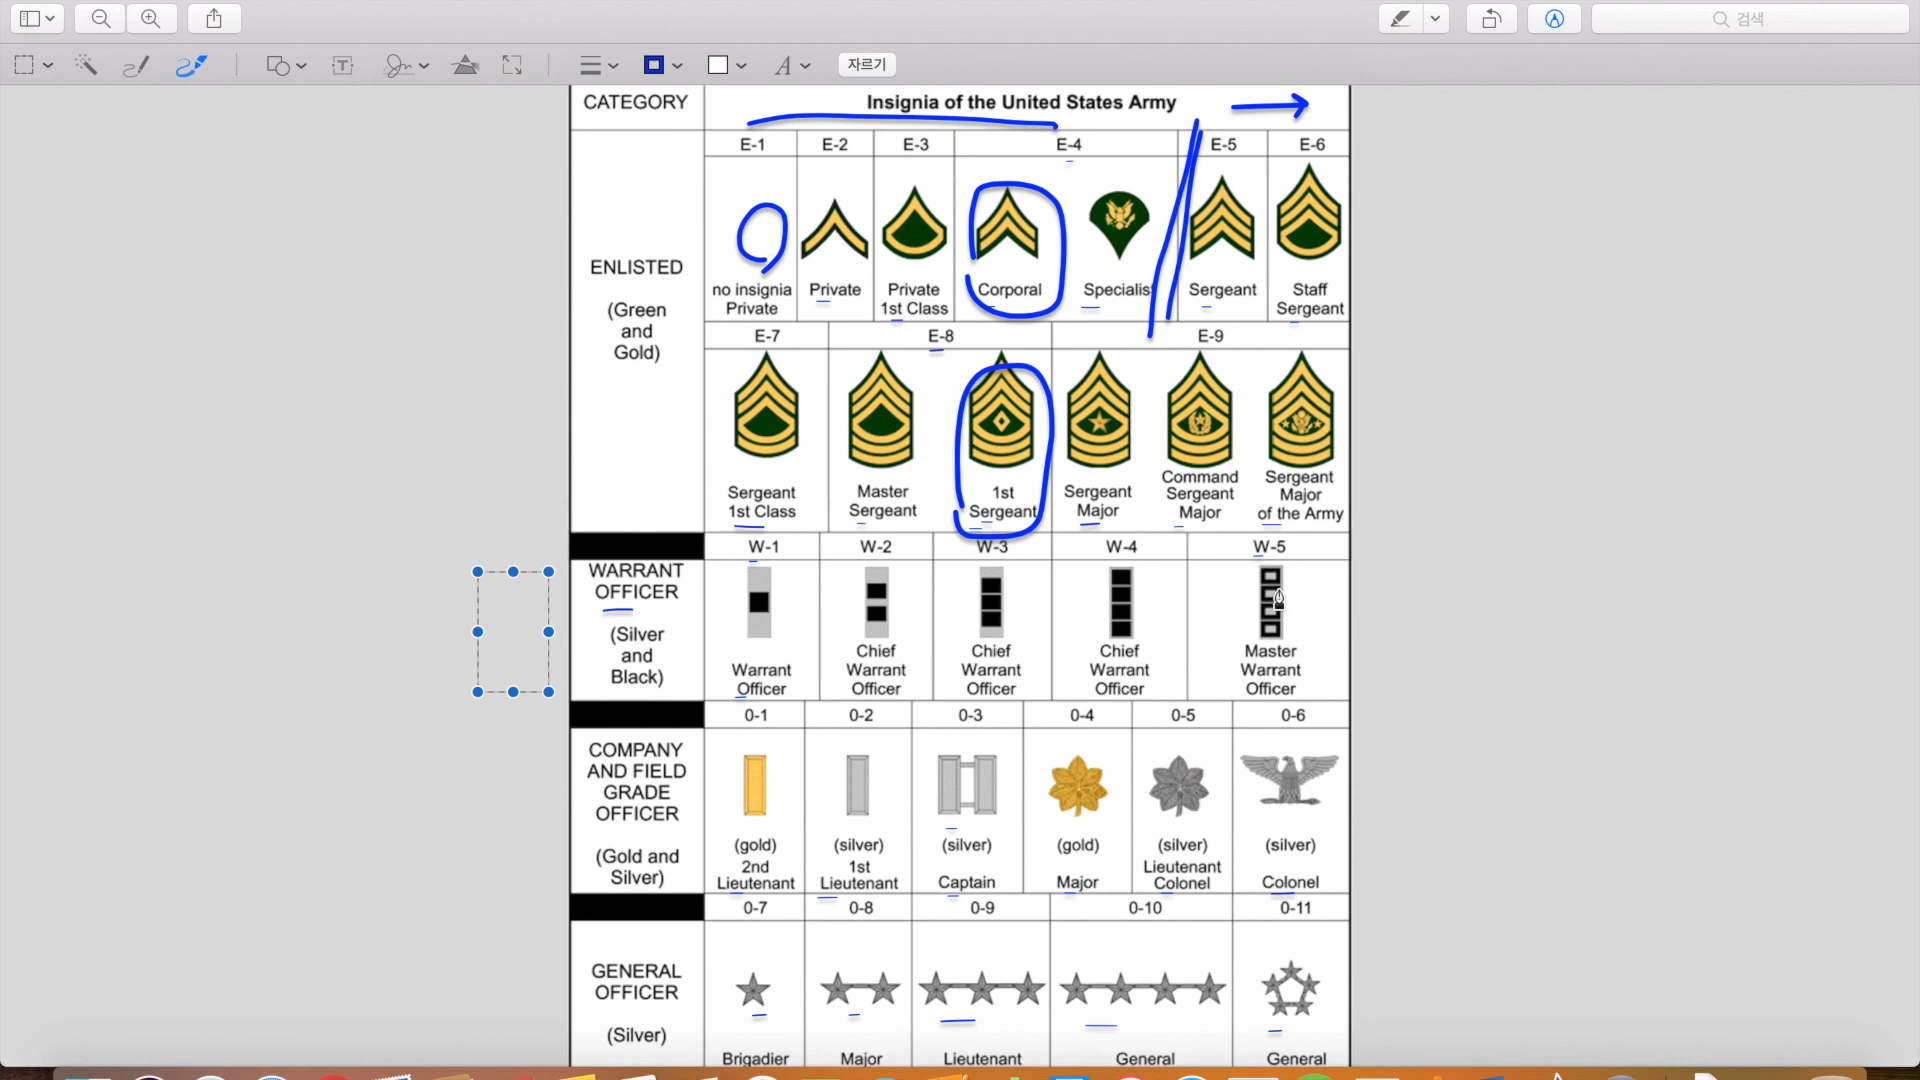 검색
자르기
CATEGORY
Insignia of the United States Army
E-1 E-2 E-3 E-4 E-5 E-6
ENLISTED
(Green
and
Gold)
no insignia
Private
Private
Private
1st Class
Corporal
Specialist
Sergeant
Staff
Sergeant
E-7 E-8 E-9
Sergeant
1st Class
Master
Sergeant
1st
Sergeant
Sergeant
Major
Command
Sergeant
Major
Sergeant
Major
of the Army
W-1 W-2 W-3 W-4 W-5
WARRANT
OFFICER
(Silver
and
Black)
Warrant
Officer
Chief
Warrant
Officer
Chief
Warrant
Officer
Chief
Warrant
Officer
Master
Warrant
Officer
0-1 0-2 0-3 0-4 0-5 0-6
COMPANY
AND FIELD
GRADE
OFFICER
(Gold and
Silver)
(gold)
2nd
Lieutenant
(silver)
1st
Lieutenant
(silver)
Captain
(gold)
Major
(silver)
Lieutenant
Colonel
(silver)
Colonel
0-7 0-8 0-9 0-10 0-11
GENERAL
OFFICER
(Silver)
Brigadier
Major
Lieutenant
General
General